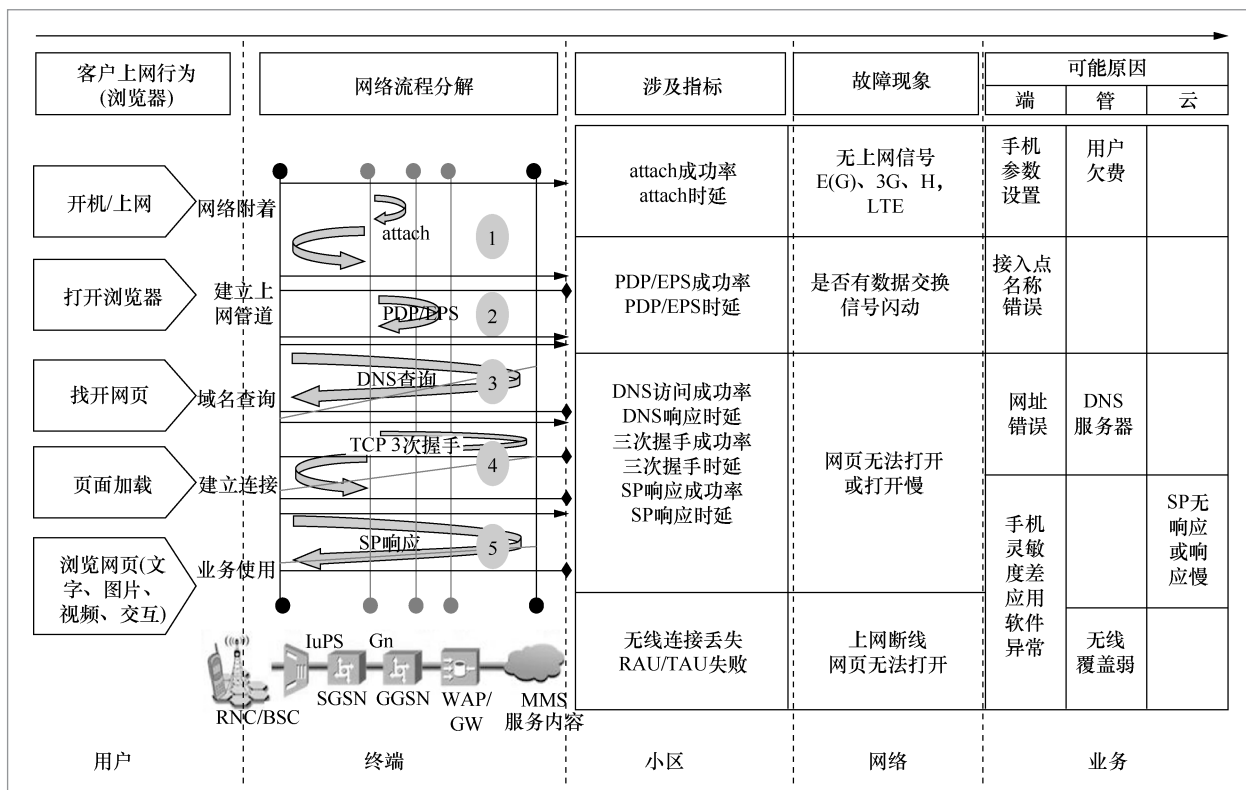 客户上网行为
(浏览器)
网络流程分解
涉及指标
故障现象
可能原因
端
管
云
开机/上网
网络附着
attach
1
attach成功率
attach时延
无上网信号
E(G)、3G、H，
LTE
手机
参数
设置
用户
欠费
打开浏览器
建立上
网管道
PDP/EPS
2
PDP/EPS成功率
PDP/EPS时延
是否有数据交换
信号闪动
接入点
名称
错误
找开网页
域名查询
DNS查询
3
DNS访问成功率
DNS响应时延
三次握手成功率
三次握手时延
SP响应成功率
SP响应时延
网页无法打开
或打开慢
网址
错误
DNS
服务器
页面加载
建立连接
TCP 3次握手
4
浏览网页(文
字、图片、
视频、交互)
业务使用
SP响应
5
手机
灵敏
度差
应用
软件
异常
SP无
响应
或响
应慢
无线连接丢失
RAU/TAU失败
上网断线
网页无法打开
无线
覆盖弱
IuPS
Gn
RNC/BSC
SGSN
GGSN
WAP/
GW
MMS
服务内容
用户
终端
小区
网络
业务